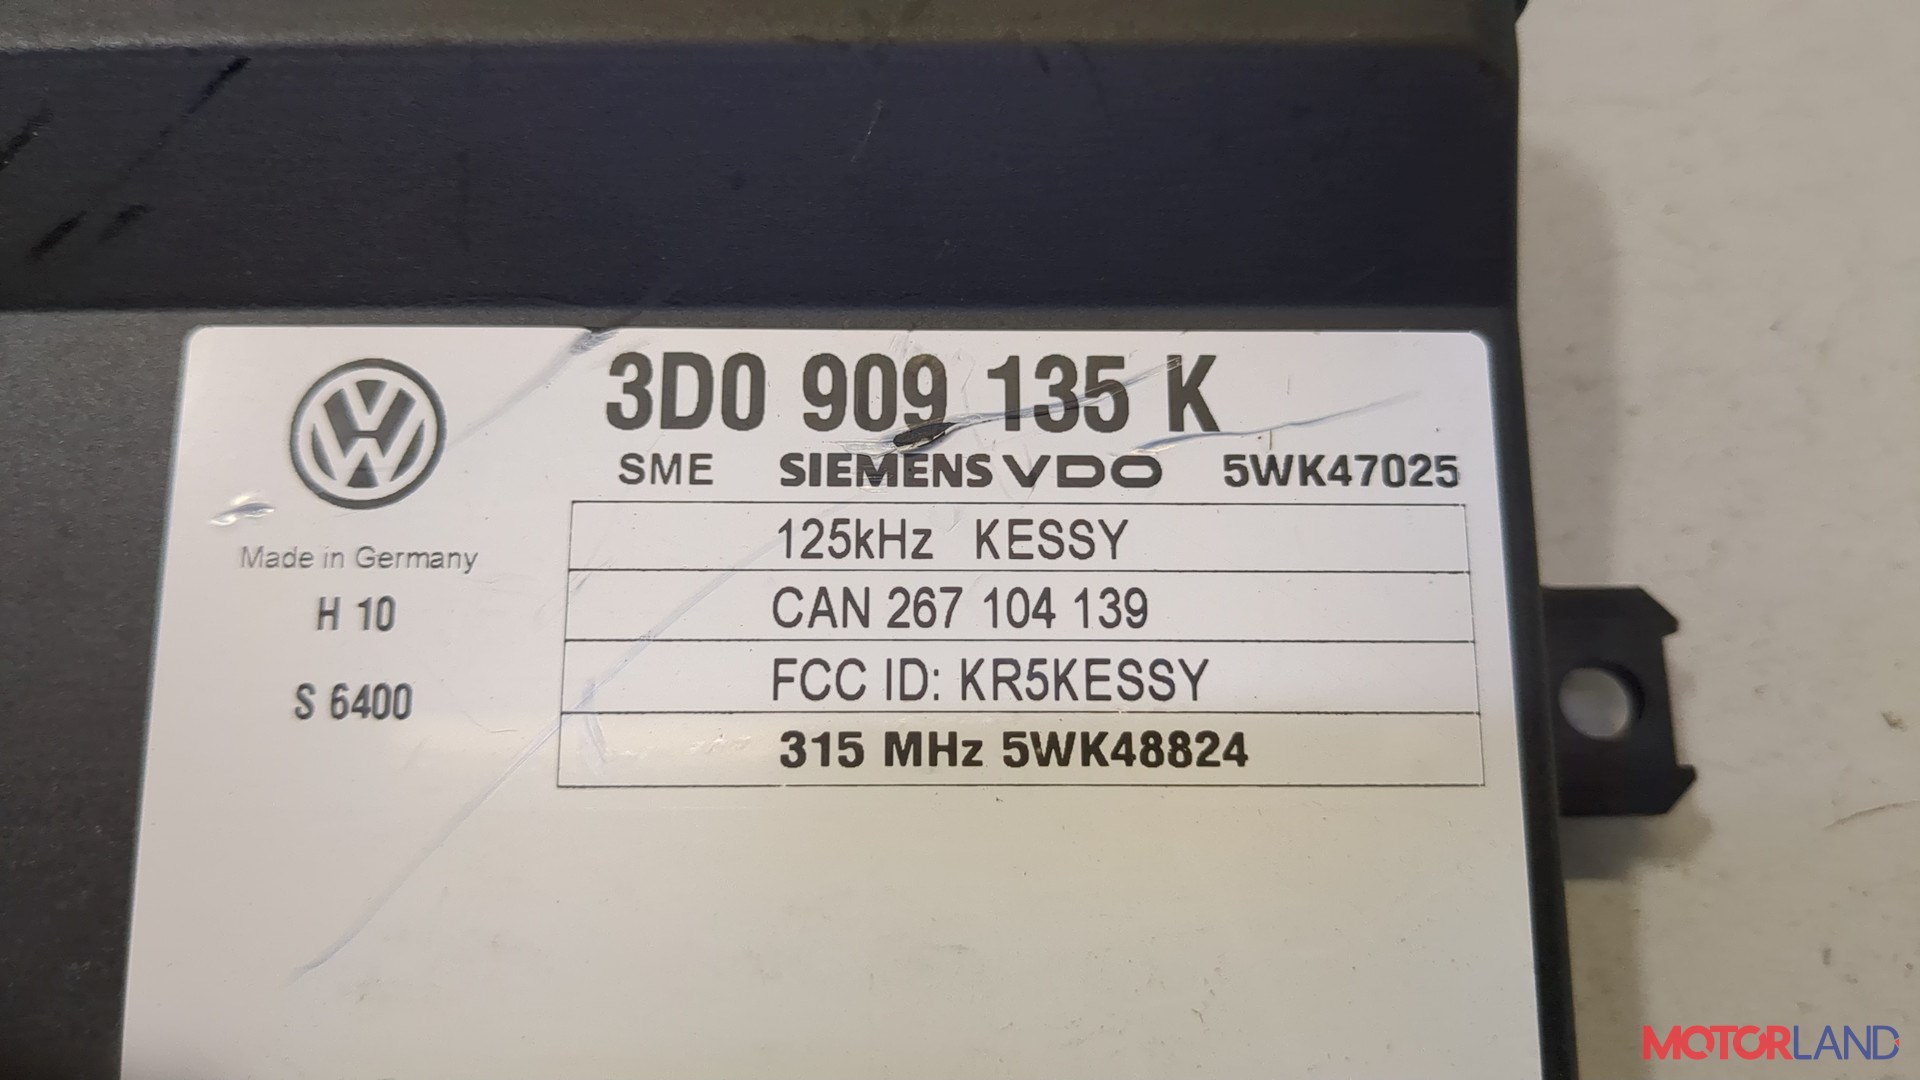 3D0 909 135 K
SME SIEMENS VDO 5WK47025
Made in Germany
H 10
S 6400
125kHz KESSY
CAN 267 104 139
FCC ID: KR5KESSY
315 MHz 5WK48824
MOTORLAND